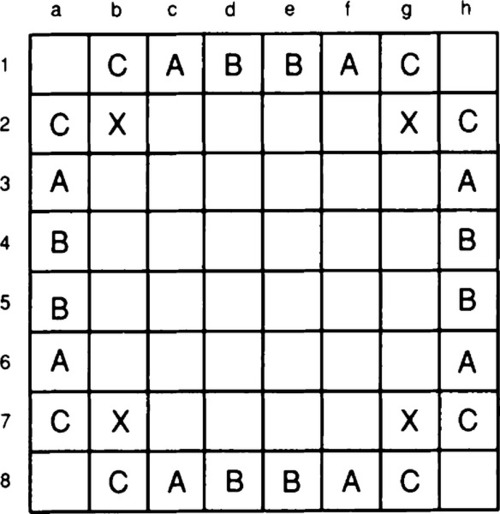 a b c d e f g h
1 C A B B A C
2 C X X C
3 A A
4 B B
5 B B
6 A A
7 C X X C
8 C A B B A C